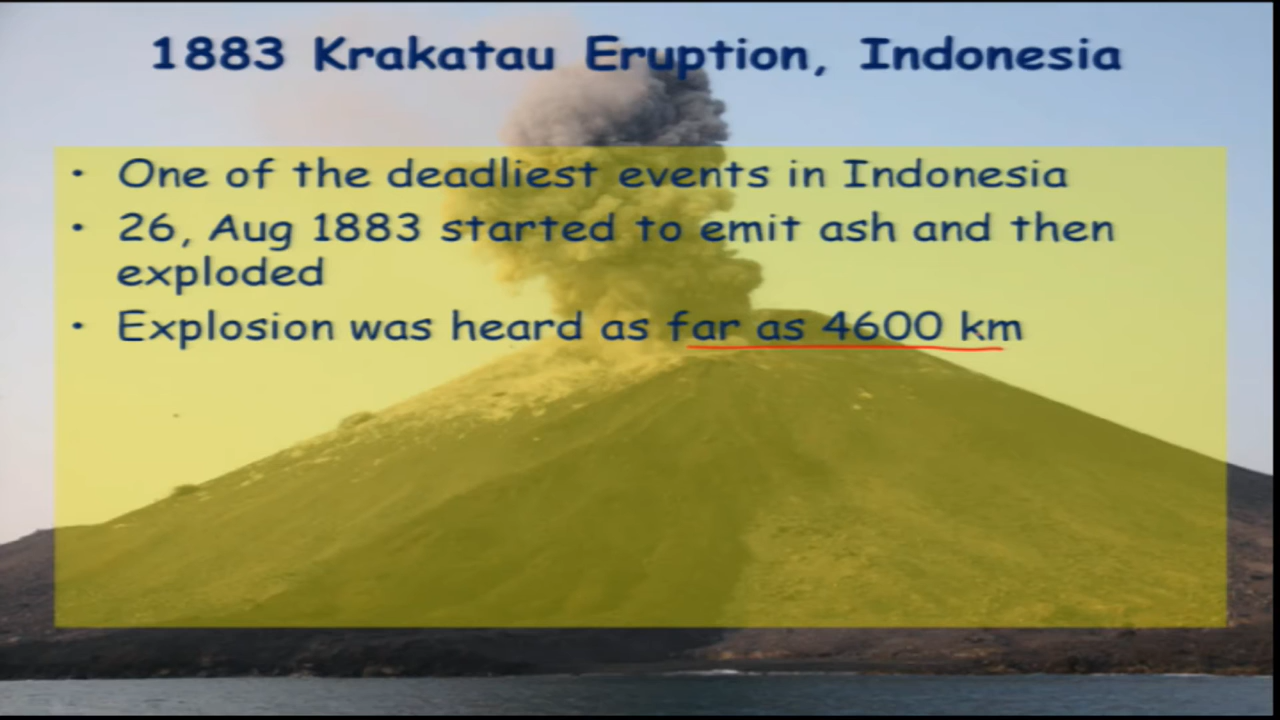 1883 Krakatau Eruption, Indonesia
• One of the deadliest events in Indonesia
• 26, Aug 1883 started to emit ash and then
exploded
• Explosion was heard as far as 4600 km